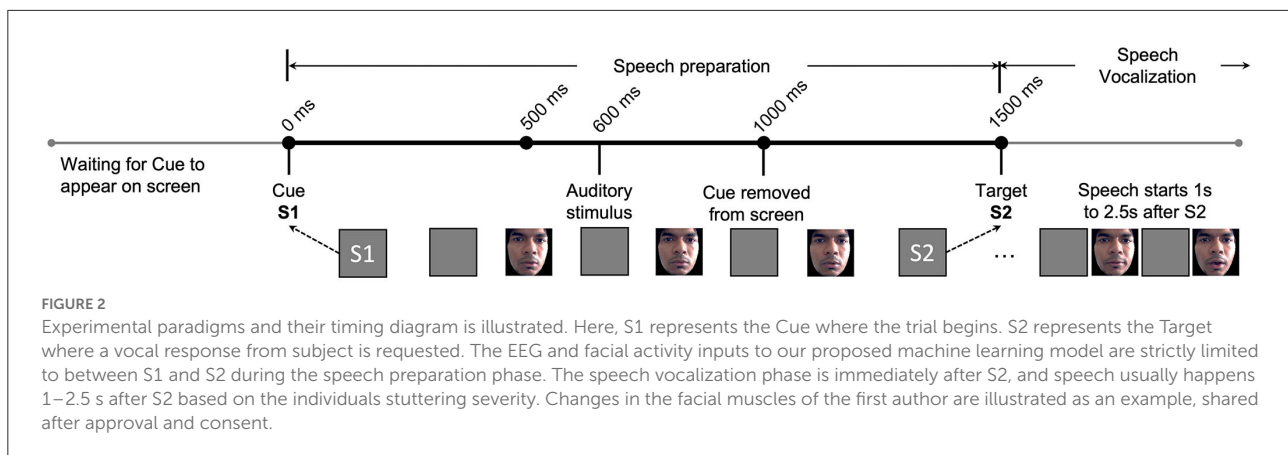 Speech preparation
Speech
Vocalization
0 ms
500 ms
600 ms
1000 ms
1500 ms
Waiting for Cue to
appear on screen
Cue
S1
Auditory
stimulus
Cue removed
from screen
Target
S2
Speech starts 1s
to 2.5s after S2
S1
S2
...
FIGURE 2
Experimental paradigms and their timing diagram is illustrated. Here, S1 represents the Cue where the trial begins. S2 represents the Target
where a vocal response from subject is requested. The EEG and facial activity inputs to our proposed machine learning model are strictly limited
to between S1 and S2 during the speech preparation phase. The speech vocalization phase is immediately after S2, and speech usually happens
1–2.5 s after S2 based on the individuals stuttering severity. Changes in the facial muscles of the first author are illustrated as an example, shared
after approval and consent.